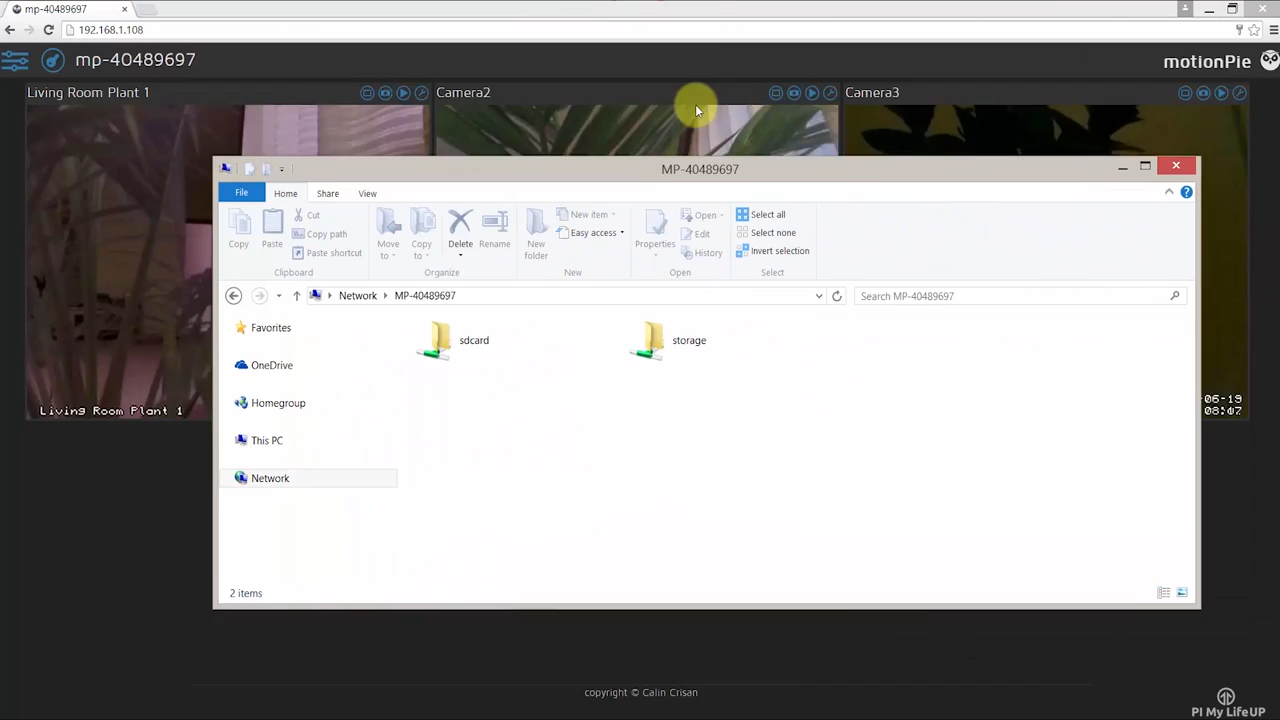 mp-40489697
192.168.1.108
mp-40489697
motionPie
Living Room Plant 1
Camera2
Camera3
MP-40489697
File
Home
Share
View
Copy
Paste
Cut
Copy path
Paste shortcut
Clipboard
Move to
Copy to
Delete
Rename
Organize
New folder
New item
Easy access
New
Properties
Open
Edit
History
Open
Select all
Select none
Invert selection
Select
Network
MP-40489697
Search MP-40489697
Favorites
OneDrive
Homegroup
This PC
Network
sdcard
storage
2 items
Living Room Plant 1
-06-19
08:07
copyright © Calin Crisan
PI My LifeUP